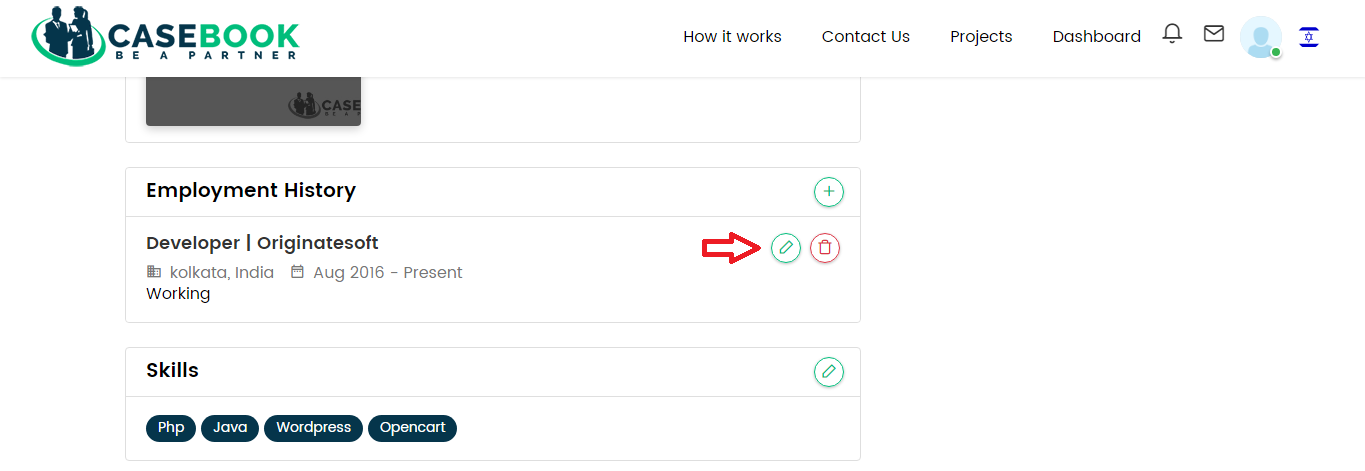 CASEBOOK
BE A PARTNER
How it works
Contact Us
Projects
Dashboard
CASE
Employment History
Developer | Originatesoft
kolkata, India Aug 2016 - Present
Working
Skills
Php Java Wordpress Opencart